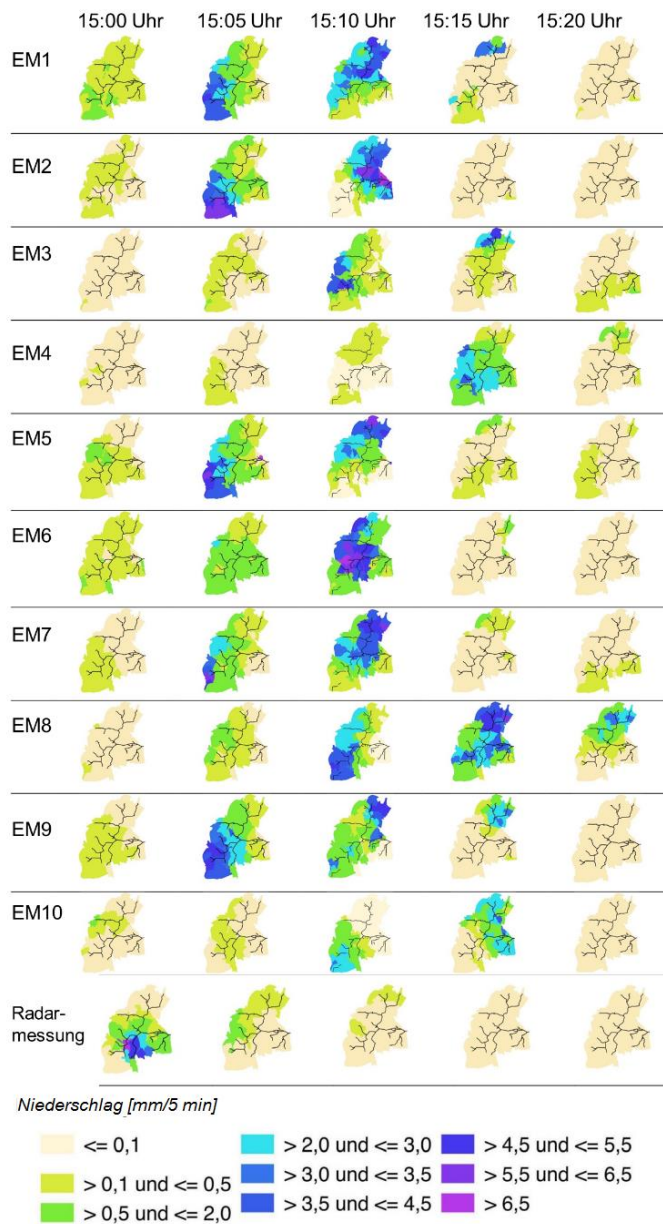 15:00 Uhr 15:05 Uhr 15:10 Uhr 15:15 Uhr 15:20 Uhr
EM1
EM2
EM3
EM4
EM5
EM6
EM7
EM8
EM9
EM10
Radar-
messung
Niederschlag [mm/5 min]
<= 0,1 > 2,0 und <= 3,0 > 4,5 und <= 5,5
> 0,1 und <= 0,5 > 3,0 und <= 3,5 > 5,5 und <= 6,5
> 0,5 und <= 2,0 > 3,5 und <= 4,5 > 6,5